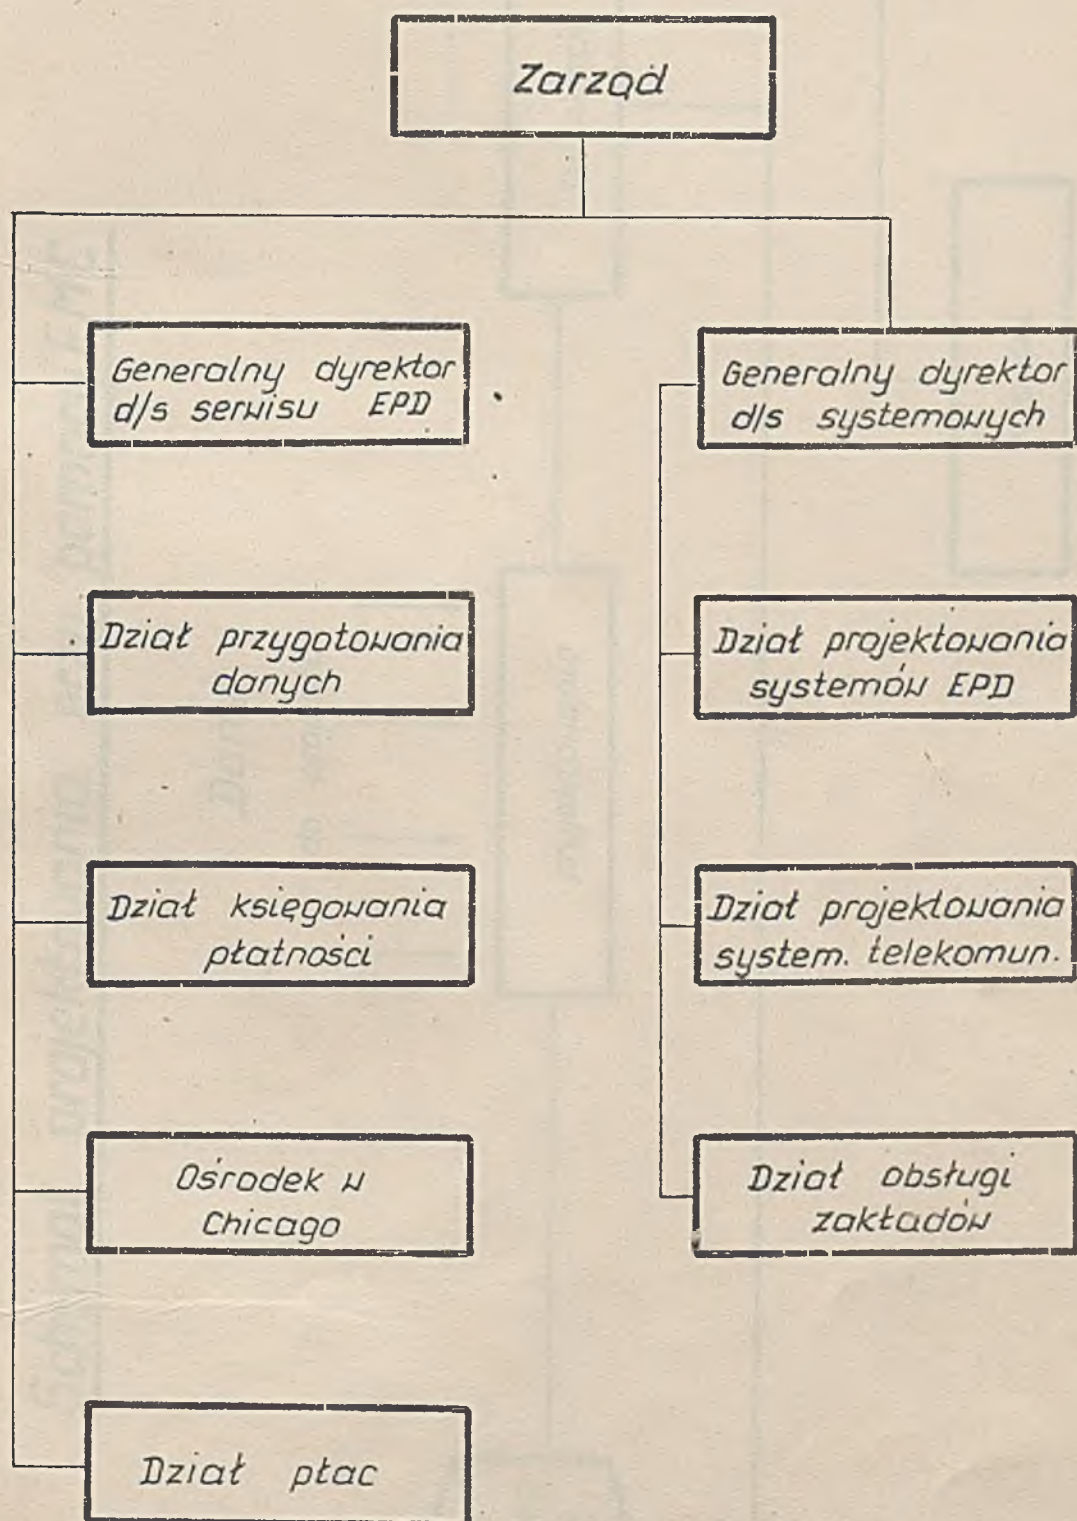 Zarząd
Generalny dyrektor
d/s serwisu EPD
Dział przygotowania
danych
Dział księgowania
płatności
Ośrodek w
Chicago
Dział płac
Generalny dyrektor
d/s systemowych
Dział projektowania
systemów EPD
Dział projektowania
system. telekomun.
Dział obsługi
zakładów